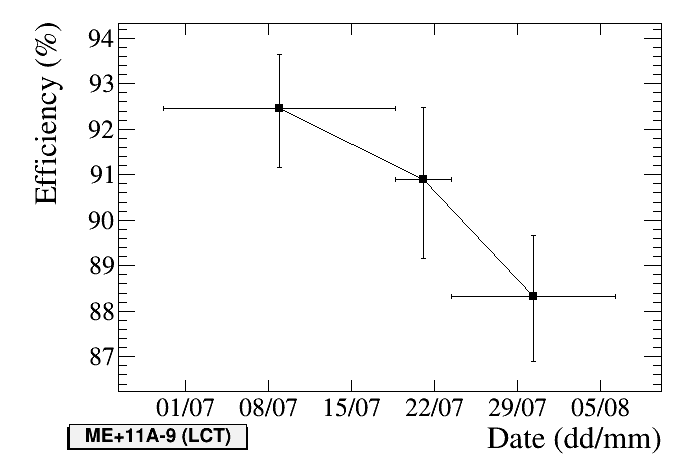 Efficiency (%)
94
93
92
91
90
89
88
87
01/07 08/07 15/07 22/07 29/07 05/08
ME+11A-9 (LCT)
Date (dd/mm)